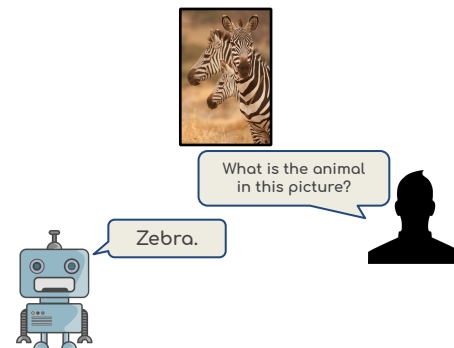 What is the animal
in this picture?
Zebra.